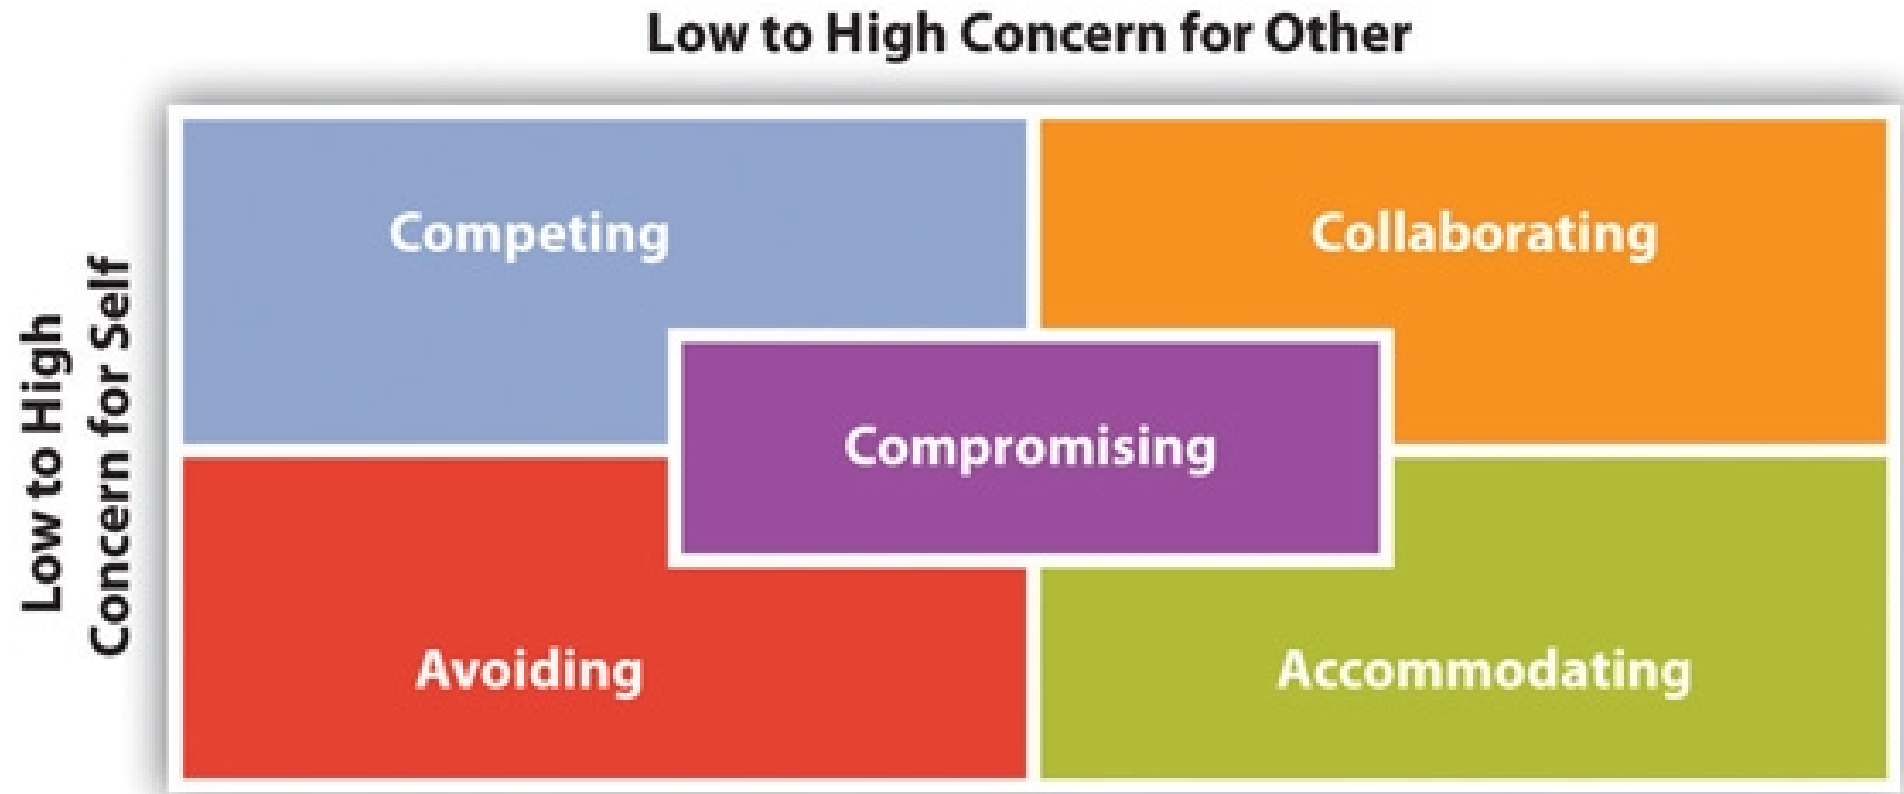 Low to High Concern for Other
Low to High
Concern for Self
Competing
Collaborating
Compromising
Avoiding
Accommodating